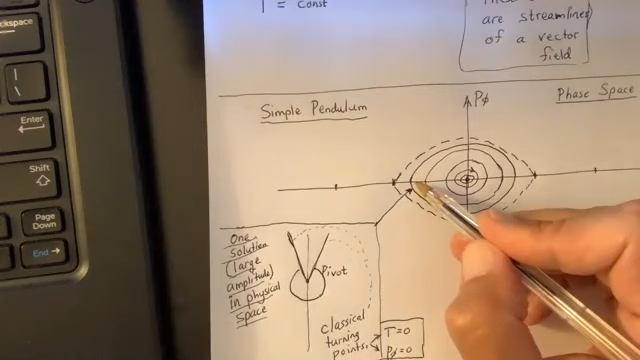 T = Const
are streamlines
of a vector
field
Simple Pendulum
Pϕ
Phase Space
One
Solution
(large
amplitude)
in physical
space
Pivot
classical
turning
points.
T=0
Pϕ=0
Backspace
|
\
Enter
Shift
Page
Down
End